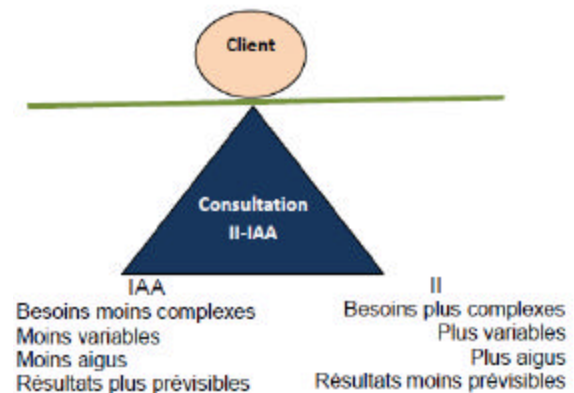 Client
Consultation
II-IAA
IAA
Besoins moins complexes
Moins variables
Moins aigus
Résultats plus prévisibles
II
Besoins plus complexes
Plus variables
Plus aigus
Résultats moins prévisibles